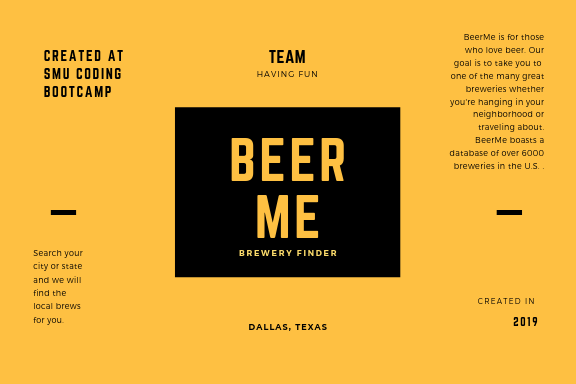 CREATED AT
SMU CODING
BOOTCAMP
Search your
city or state
and we will
find the
local brews
for you.
TEAM
HAVING FUN
BEER
ME
BREWERY FINDER
DALLAS, TEXAS
BeerMe is for those
who love beer. Our
goal is to take you to
one of the many great
breweries whether
you're hanging in your
neighborhood or
traveling about.
BeerMe boasts a
database of over 6000
breweries in the U.S. .
CREATED IN
2019